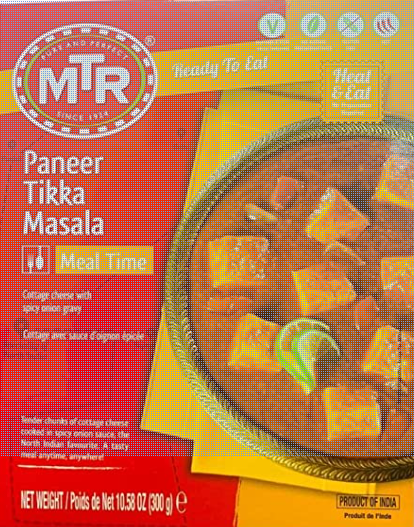 PURE AND PERFECT
MTR®
SINCE 1924
Ready To Eat
Heat
& Eat
No Preparation
Required
Paneer
Tikka
Masala
Meal Time
Cottage cheese with
spicy onion gravy
Cottage avec sauce d'oignon épicée
Tender chunks of cottage cheese
cooked in spicy onion sauce, the
North Indian favourite. A tasty
meal anytime, anywhere!
NET WEIGHT / Poids de Net 10.58 OZ (300 g) ℮
PRODUCT OF INDIA
Produit de l'Inde